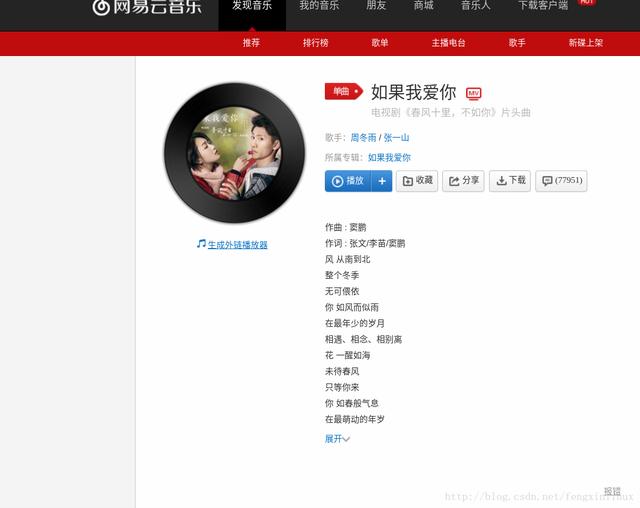 网易云音乐
发现音乐 我的音乐 朋友 商城 音乐人 下载客户端 HOT
推荐 排行榜 歌单 主播电台 歌手 新碟上架
单曲 如果我爱你 MV
电视剧《春风十里，不如你》片头曲
歌手：周冬雨 / 张一山
所属专辑：如果我爱你
播放 + 收藏 分享 下载 (77951)
生成外链播放器
作曲 : 窦鹏
作词 : 张文/李苗/窦鹏
风 从南到北
整个冬季
无可偎依
你 如风而似雨
在最年少的岁月
相遇、相念、相别离
花 一醒如海
未待春风
只等你来
你 如春般气息
在最萌动的年岁
展开
报错